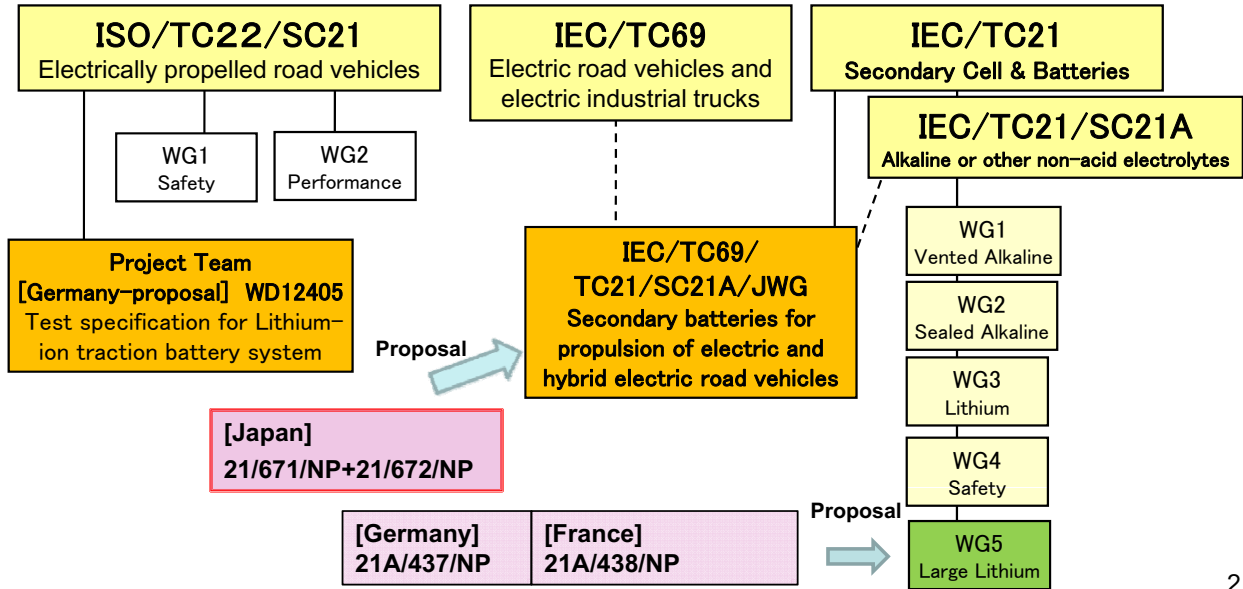 ISO/TC22/SC21
Electrically propelled road vehicles
IEC/TC69
Electric road vehicles and
electric industrial trucks
IEC/TC21
Secondary Cell & Batteries
IEC/TC21/SC21A
Alkaline or other non-acid electrolytes
WG1
Safety
WG2
Performance
Project Team
[Germany-proposal] WD12405
Test specification for Lithium-
ion traction battery system
Proposal
IEC/TC69/
TC21/SC21A/JWG
Secondary batteries for
propulsion of electric and
hybrid electric road vehicles
WG1
Vented Alkaline
WG2
Sealed Alkaline
WG3
Lithium
WG4
Safety
WG5
Large Lithium
[Japan]
21/671/NP+21/672/NP
[Germany]
21A/437/NP
[France]
21A/438/NP
Proposal
2